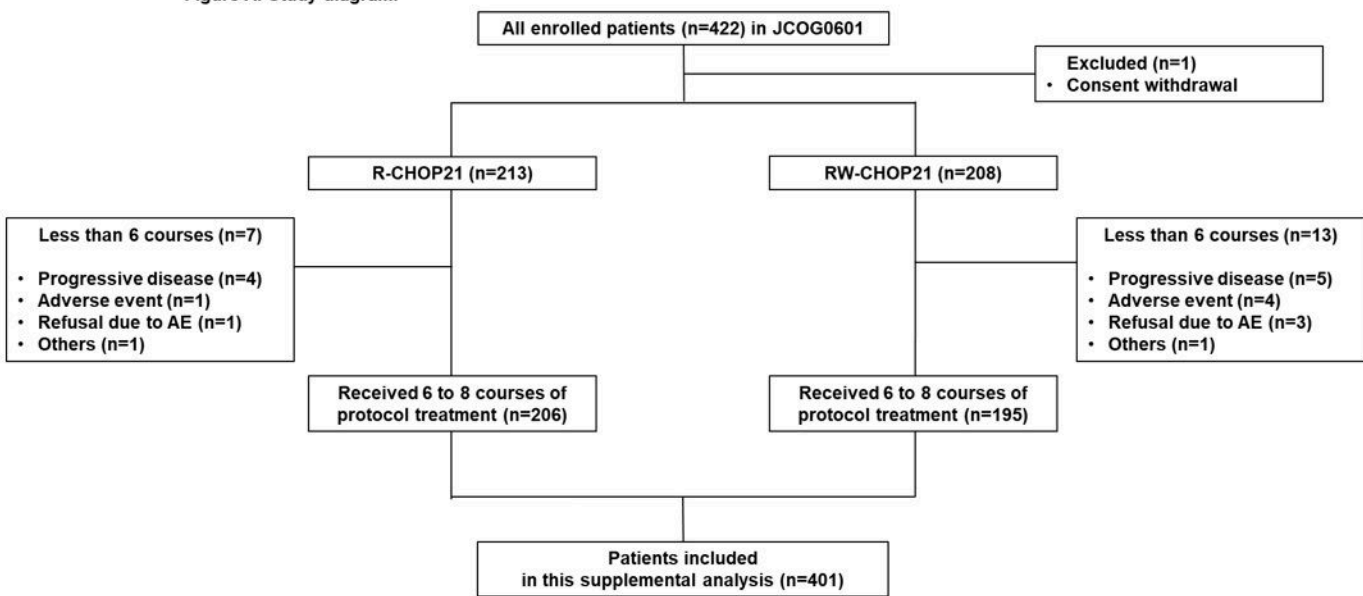 Figure A. Study diagram.
All enrolled patients (n=422) in JCOG0601
Excluded (n=1)
• Consent withdrawal
R-CHOP21 (n=213)
RW-CHOP21 (n=208)
Less than 6 courses (n=7)
• Progressive disease (n=4)
• Adverse event (n=1)
• Refusal due to AE (n=1)
• Others (n=1)
Less than 6 courses (n=13)
• Progressive disease (n=5)
• Adverse event (n=4)
• Refusal due to AE (n=3)
• Others (n=1)
Received 6 to 8 courses of
protocol treatment (n=206)
Received 6 to 8 courses of
protocol treatment (n=195)
Patients included
in this supplemental analysis (n=401)